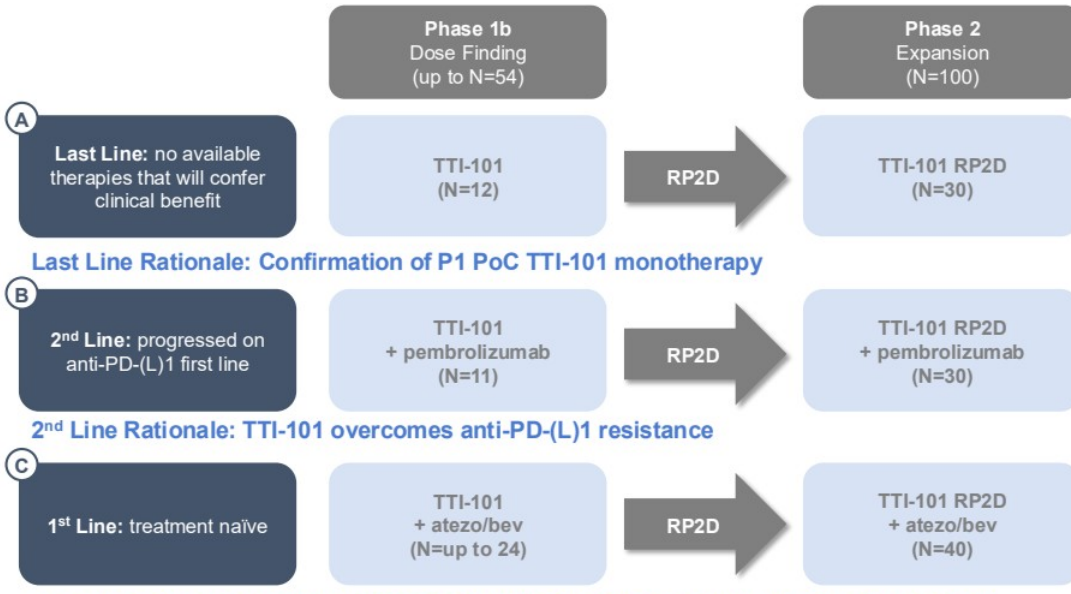 Phase 1b
Dose Finding
(up to N=54)
Phase 2
Expansion
(N=100)
A
Last Line: no available
therapies that will confer
clinical benefit
TTI-101
(N=12)
RP2D
TTI-101 RP2D
(N=30)
Last Line Rationale: Confirmation of P1 PoC TTI-101 monotherapy
B
2nd Line: progressed on
anti-PD-(L)1 first line
TTI-101
+ pembrolizumab
(N=11)
RP2D
TTI-101 RP2D
+ pembrolizumab
(N=30)
2nd Line Rationale: TTI-101 overcomes anti-PD-(L)1 resistance
C
1st Line: treatment naïve
TTI-101
+ atezo/bev
(N=up to 24)
RP2D
TTI-101 RP2D
+ atezo/bev
(N=40)